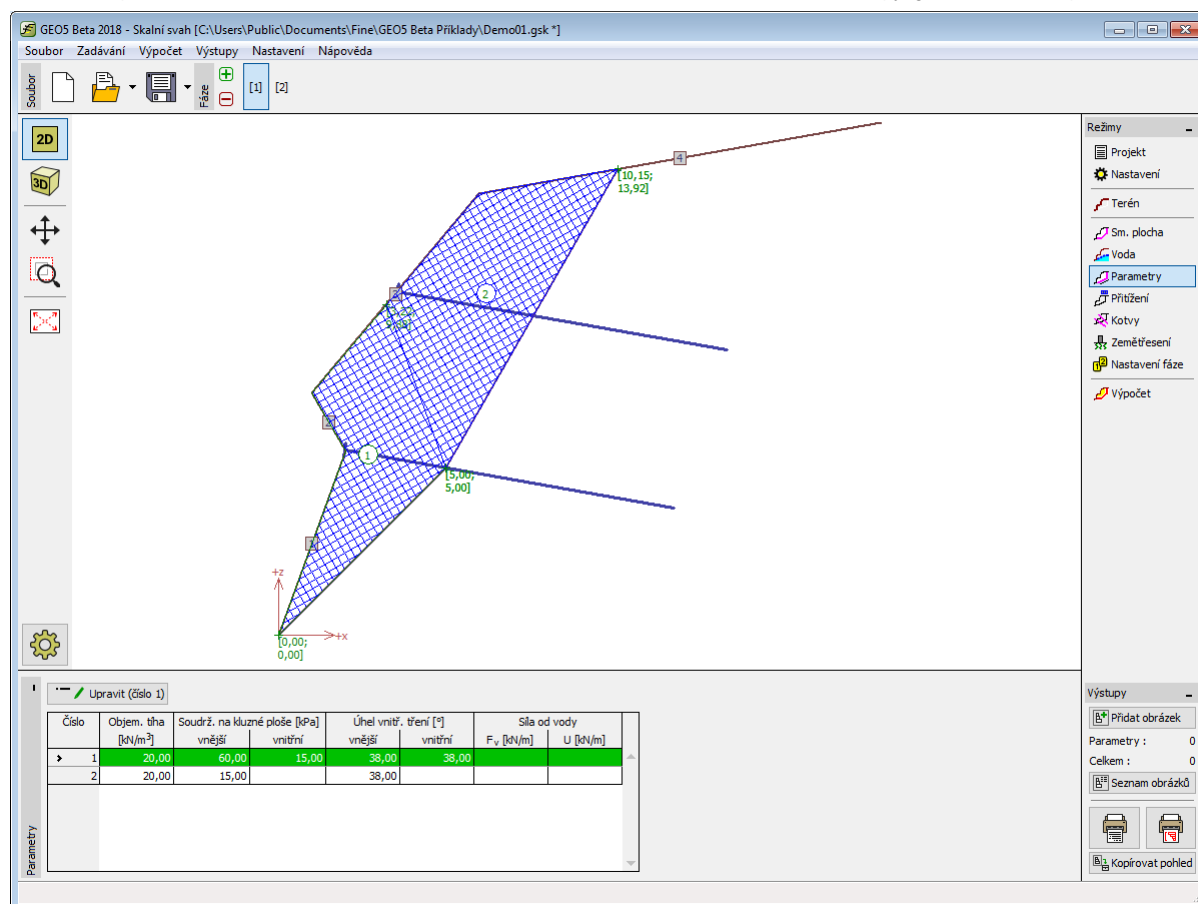 GEO5 Beta 2018 - Skalní svah [C:\Users\Public\Documents\Fine\GEO5 Beta Příklady\Demo01.gsk *]
Soubor Zadávání Výpočet Výstupy Nastavení Nápověda
Soubor
Fáze
[1] [2]
2D
3D
4
[10,15;
13,92]
2
2
1
[5,00;
5,00]
1
+z
+x
[0,00;
0,00]
Režimy
Projekt
Nastavení
Terén
Sm. plocha
Voda
Parametry
Přitížení
Kotvy
Zemětřesení
Nastavení fáze
Výpočet
Parametry
Upravit (číslo 1)
Číslo Objem. tíha Soudrž. na kluzné ploše [kPa] Úhel vnitř. tření [°] Síla od vody
[kN/m³] vnější vnitřní vnější vnitřní Fv [kN/m] U [kN/m]
1 20,00 60,00 15,00 38,00 38,00
2 20,00 15,00 38,00
Výstupy
Přidat obrázek
Parametry : 0
Celkem : 0
Seznam obrázků
Kopírovat pohled